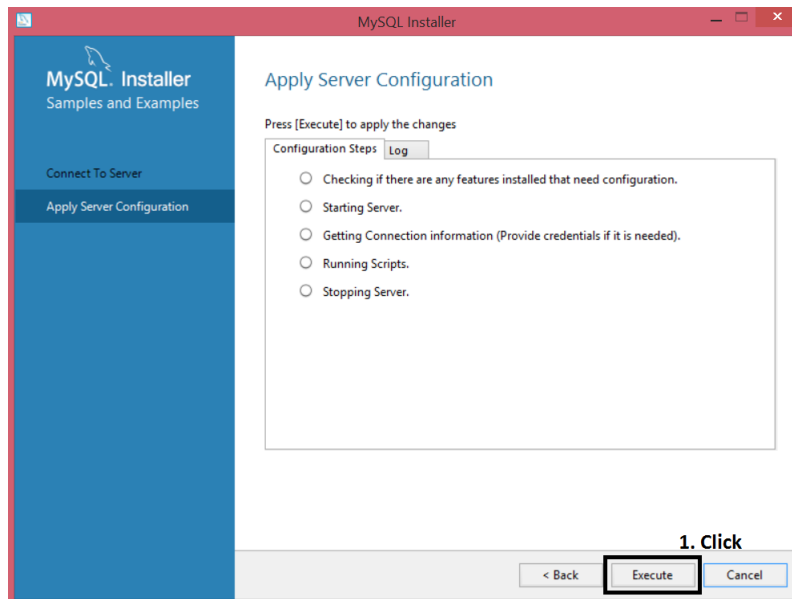 MySQL Installer
MySQL. Installer
Samples and Examples
Connect To Server
Apply Server Configuration
Apply Server Configuration
Press [Execute] to apply the changes
Configuration Steps
Log
Checking if there are any features installed that need configuration.
Starting Server.
Getting Connection information (Provide credentials if it is needed).
Running Scripts.
Stopping Server.
1. Click
< Back
Execute
Cancel